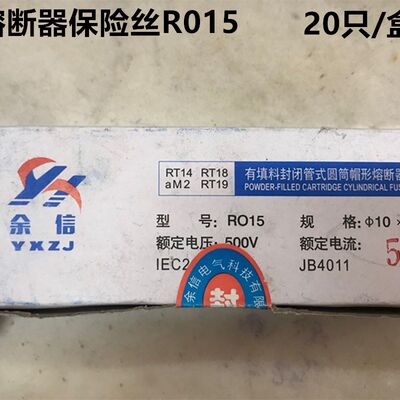 熔断器保险丝R015 20只/盒
RT14 RT18
aM2 RT19
有填料封闭管式圆筒帽形熔断器
POWDER-FILLED CARTRIDGE CYLINDRICAL FUS
余信
YXZJ
型 号: RO15 规 格: Φ10 ×
额定电压: 500V 额定电流: 5
IEC2 JB4011
余信电气科技有
封